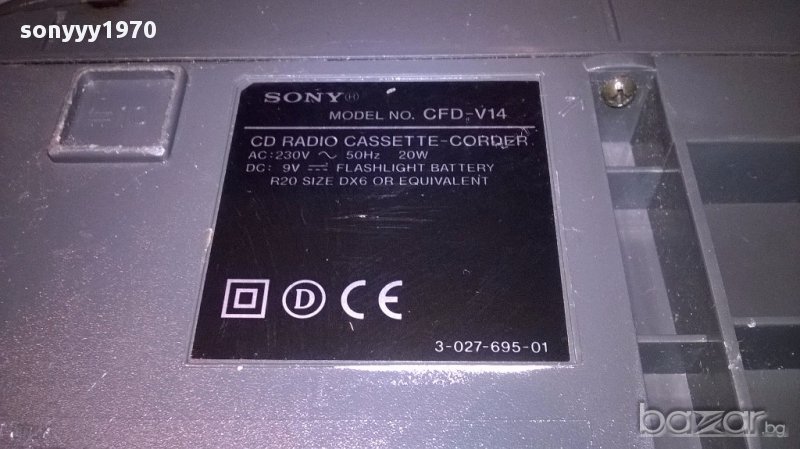 sonyyy1970
SONY (H)
MODEL NO. CFD-V14
CD RADIO CASSETTE-CORDER
AC:230V ~ 50Hz 20W
DC: 9V ⎓ FLASHLIGHT BATTERY
R20 SIZE DX6 OR EQUIVALENT
D CE
3-027-695-01
bazar.bg